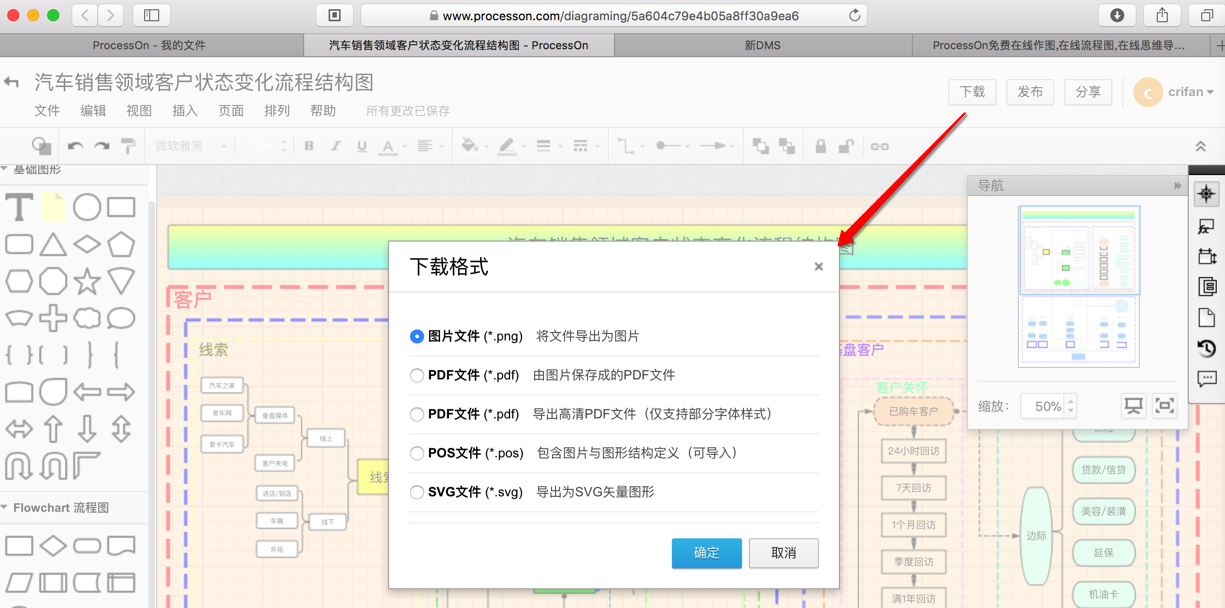 www.processon.com/diagraming/5a604c79e4b05a8ff30a9ea6
ProcessOn - 我的文件
汽车销售领域客户状态变化流程结构图 - ProcessOn
新DMS
ProcessOn免费在线作图,在线流程图,在线思维导...
汽车销售领域客户状态变化流程结构图
下载
发布
分享
C
crifan
文件 编辑 视图 插入 页面 排列 帮助 所有更改已保存
微软雅黑
B I U A
基础图形
T
Flowchart 流程图
导航
缩放:
50%
客户
线索
汽车之家
易车网
爱卡汽车
垂直媒体
客户来电
线上
进店/到店
车展
外拓
线下
线索
下载格式
×
图片文件 (*.png) 将文件导出为图片
PDF文件 (*.pdf) 由图片保存成的PDF文件
PDF文件 (*.pdf) 导出高清PDF文件（仅支持部分字体样式）
POS文件 (*.pos) 包含图片与图形结构定义（可导入）
SVG文件 (*.svg) 导出为SVG矢量图形
确定
取消
盘客户
客户关怀
已购车客户
24小时回访
7天回访
1个月回访
季度回访
满1年回访
边际
贷款/信贷
美容/装潢
延保
机油卡